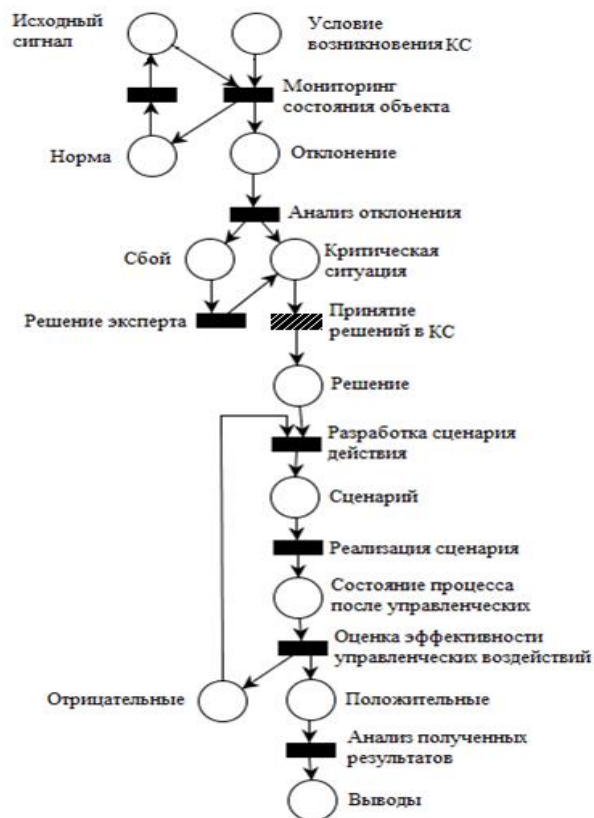 Исходный
сигнал
Условие
возникновения КС
Мониторинг
состояния объекта
Норма
Отклонение
Анализ отклонения
Сбой
Критическая
ситуация
Решение эксперта
Принятие
решений в КС
Решение
Разработка сценария
действия
Сценарий
Реализация сценария
Состояние процесса
после управленческих
Оценка эффективности
управленческих воздействий
Отрицательные
Положительные
Анализ полученных
результатов
Выводы